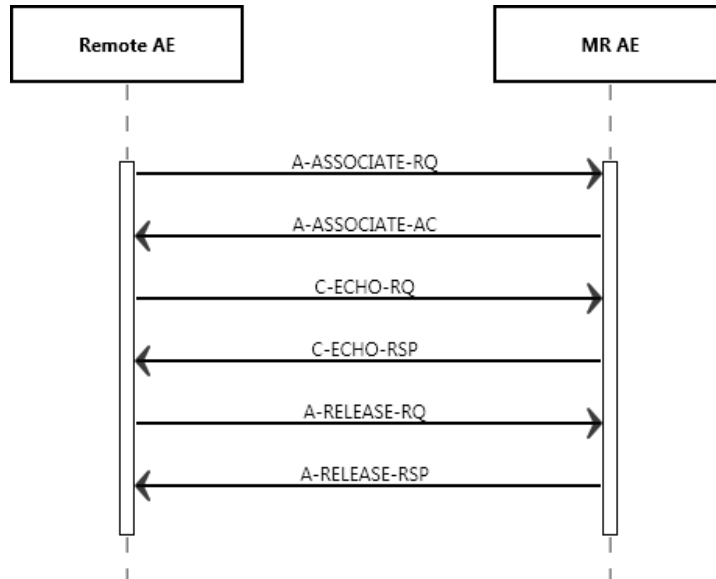 Remote AE
MR AE
A-ASSOCIATE-RQ
A-ASSOCIATE-AC
C-ECHO-RQ
C-ECHO-RSP
A-RELEASE-RQ
A-RELEASE-RSP